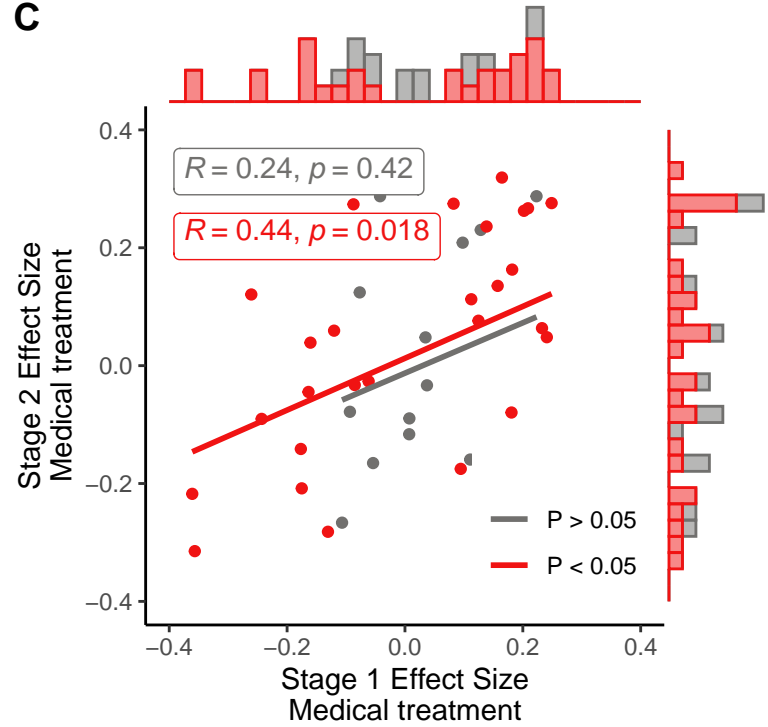 C
R = 0.24, p = 0.42
R = 0.44, p = 0.018
0.4
0.2
0.0
−0.2
−0.4
Stage 2 Effect Size
Medical treatment
P > 0.05
P < 0.05
−0.4
−0.2
0.0
0.2
0.4
Stage 1 Effect Size
Medical treatment